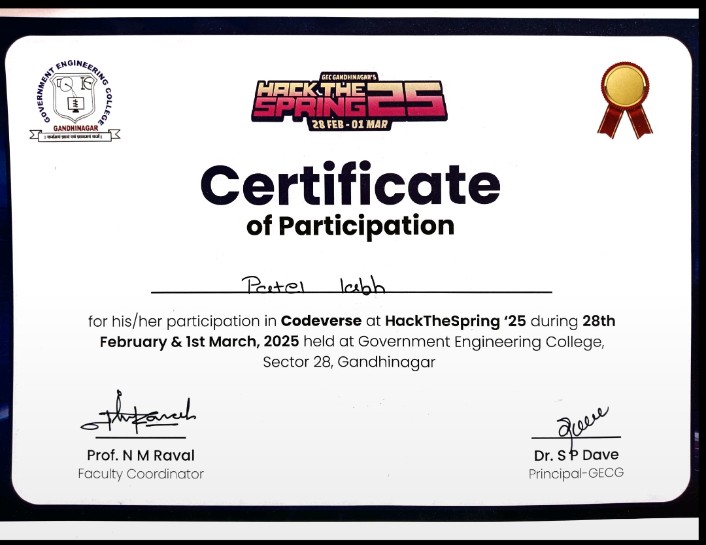 GOVERNMENT ENGINEERING COLLEGE
GANDHINAGAR
GEC GANDHINAGAR'S
HACK THE
SPRING 25
28 FEB - 01 MAR
Certificate
of Participation
Patel labh
for his/her participation in Codeverse at HackTheSpring ‘25 during 28th
February & 1st March, 2025 held at Government Engineering College,
Sector 28, Gandhinagar
Prof. N M Raval
Faculty Coordinator
Dr. S P Dave
Principal-GECG